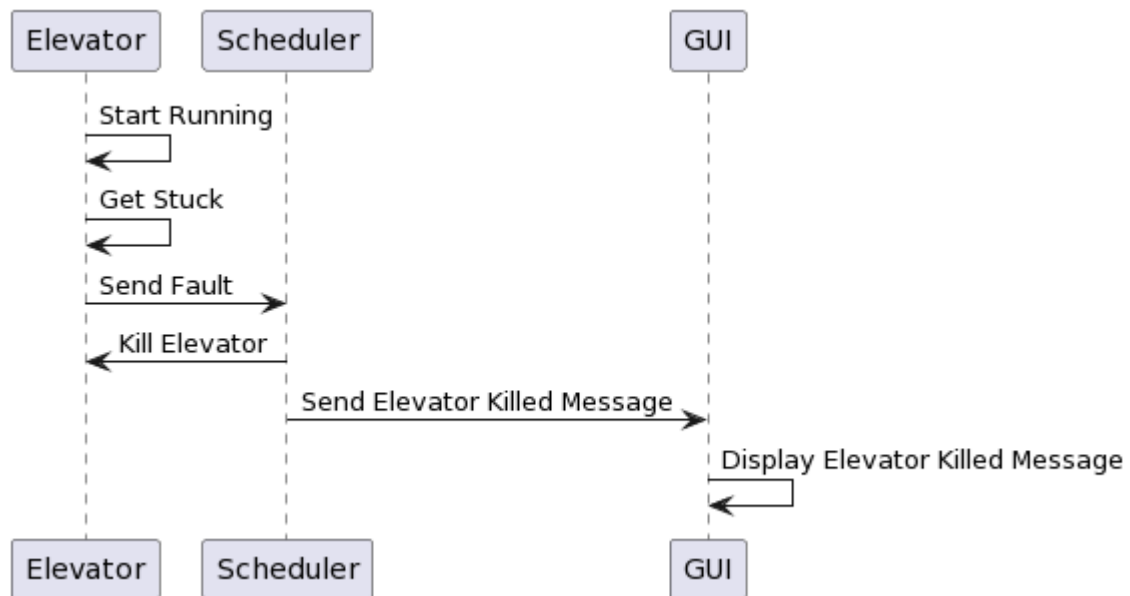 Elevator
Scheduler
GUI
Start Running
Get Stuck
Send Fault
Kill Elevator
Send Elevator Killed Message
Display Elevator Killed Message
Elevator
Scheduler
GUI